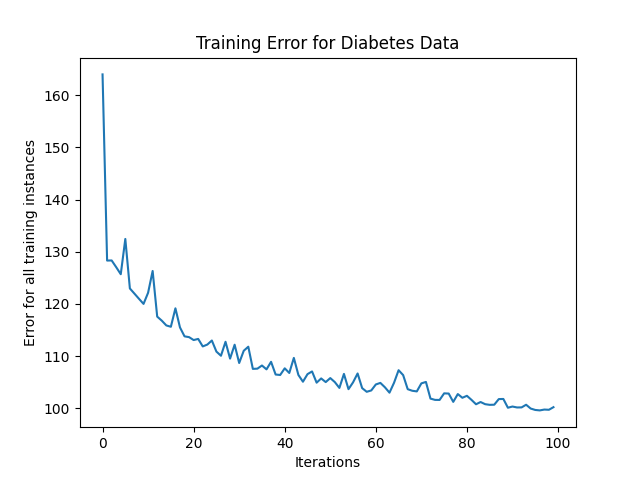 Training Error for Diabetes Data
Error for all training instances
160
150
140
130
120
110
100
0 20 40 60 80 100
Iterations